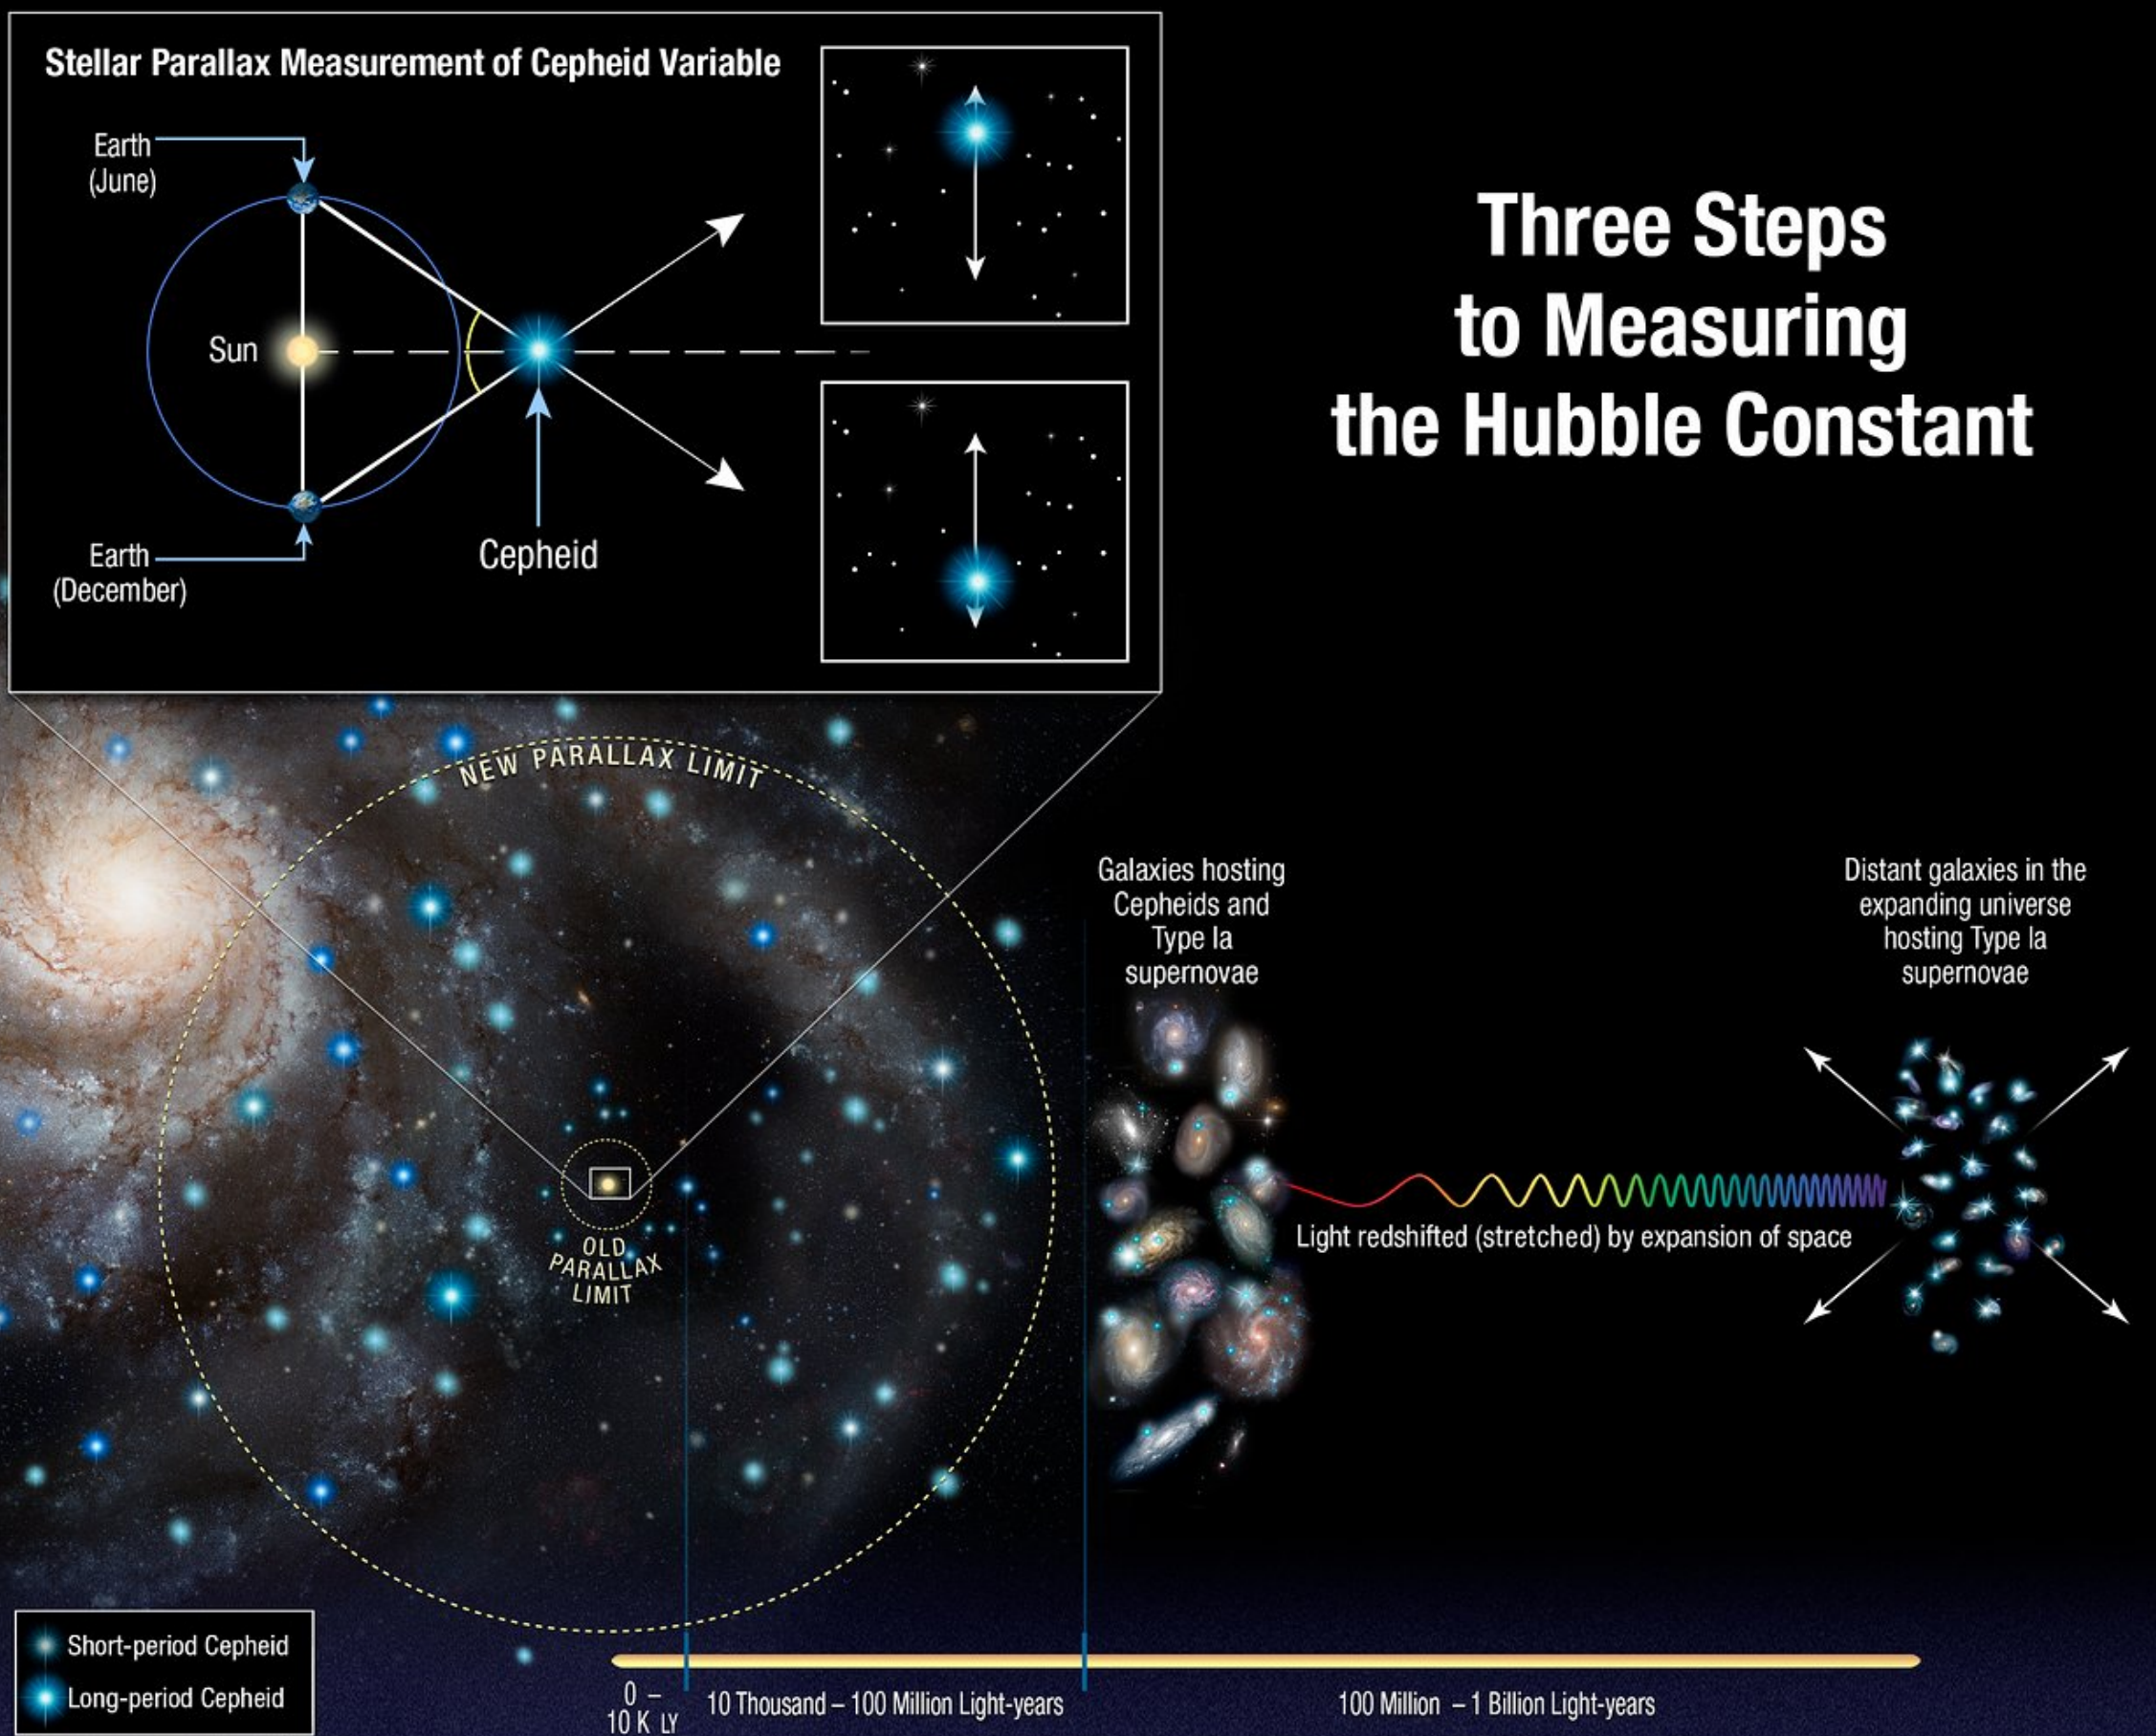 Stellar Parallax Measurement of Cepheid Variable
Earth
(June)
Sun
Earth
(December)
Cepheid
Three Steps
to Measuring
the Hubble Constant
NEW PARALLAX LIMIT
OLD
PARALLAX
LIMIT
Galaxies hosting
Cepheids and
Type Ia
supernovae
Light redshifted (stretched) by expansion of space
Distant galaxies in the
expanding universe
hosting Type Ia
supernovae
Short-period Cepheid
Long-period Cepheid
0 –
10 K LY
10 Thousand – 100 Million Light-years
100 Million – 1 Billion Light-years